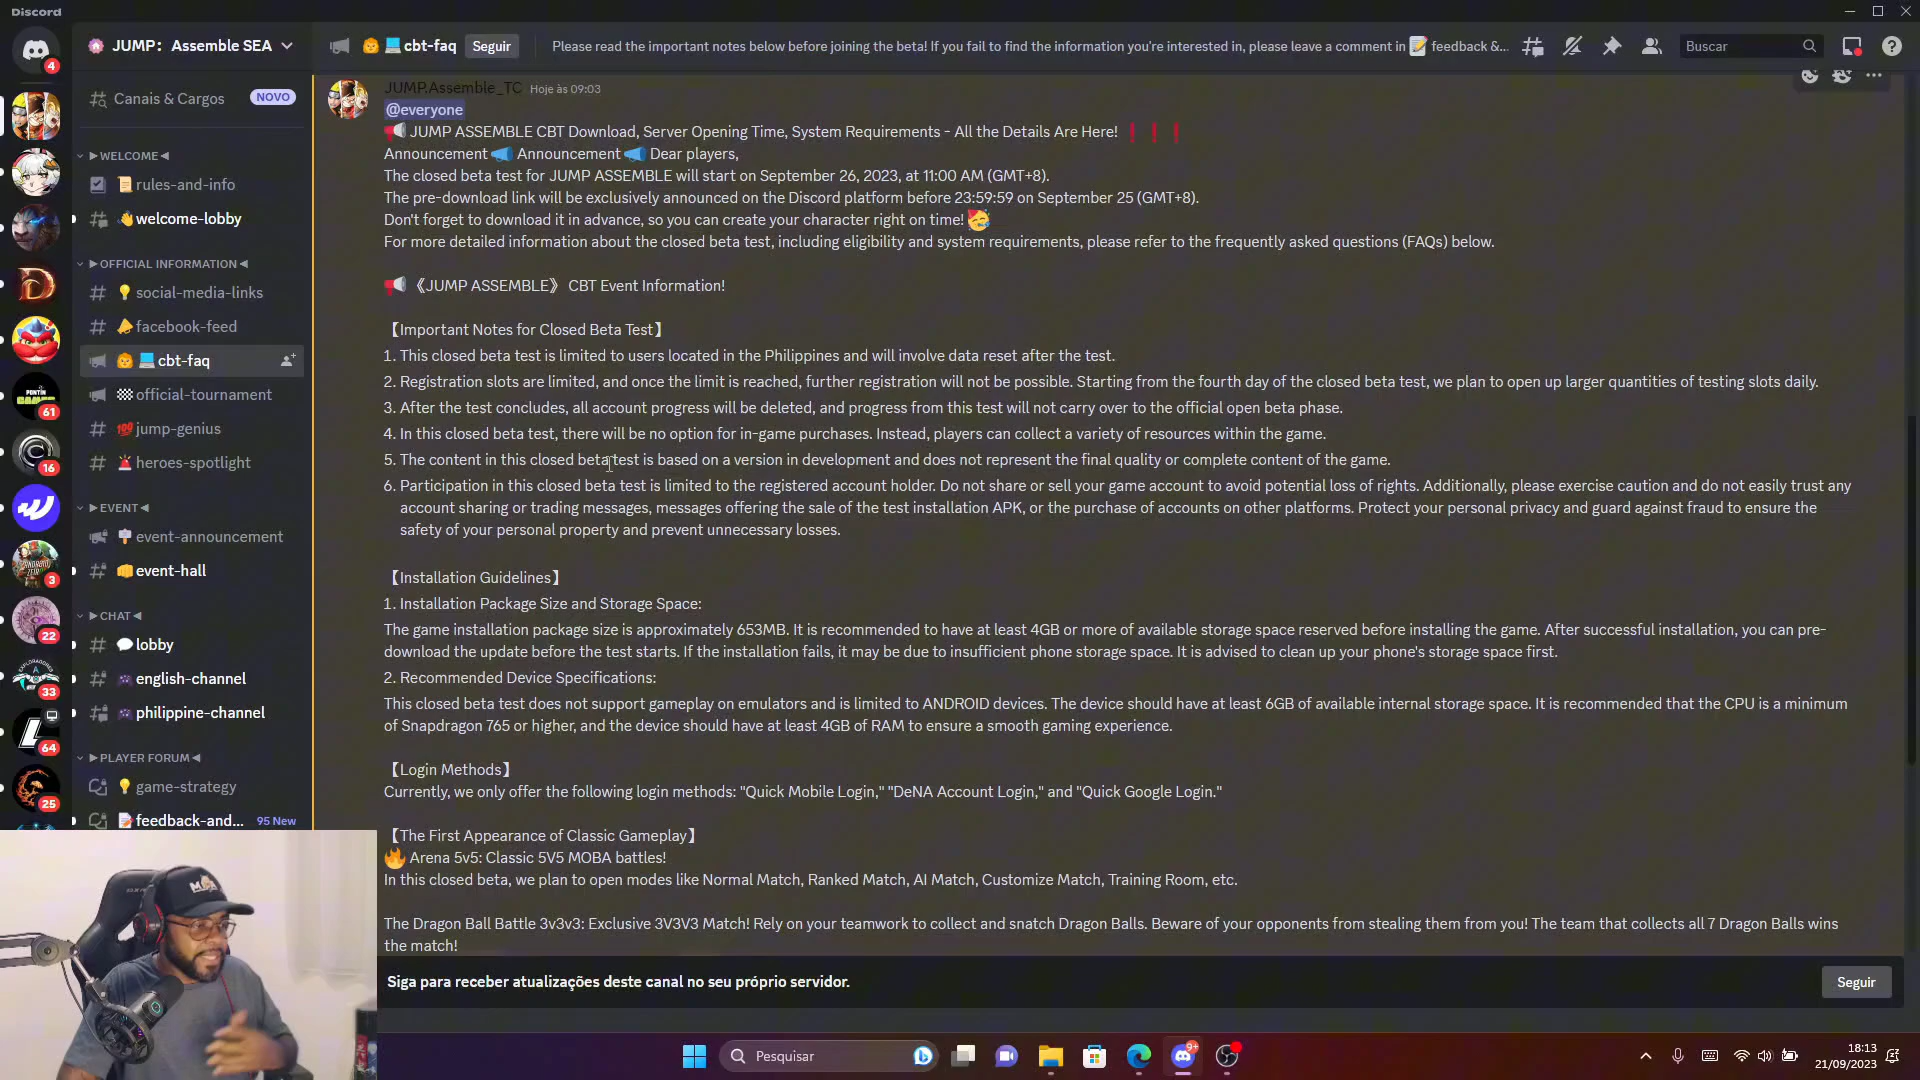 Discord
JUMP: Assemble SEA
cbt-faq
Seguir
Please read the important notes below before joining the beta! If you fail to find the information you're interested in, please leave a comment in 📝 feedback &...
Buscar
4
Canais & Cargos
NOVO
▶WELCOME◀
rules-and-info
welcome-lobby
▶OFFICIAL INFORMATION◀
social-media-links
facebook-feed
cbt-faq
official-tournament
jump-genius
heroes-spotlight
▶EVENT◀
event-announcement
event-hall
▶CHAT◀
lobby
english-channel
philippine-channel
▶PLAYER FORUM◀
game-strategy
feedback-and...
95 New
61
16
3
22
33
64
25
JUMP.Assemble_TC Hoje às 09:03
@everyone
📢 JUMP ASSEMBLE CBT Download, Server Opening Time, System Requirements - All the Details Are Here! ❗ ❗ ❗
Announcement 📣 Announcement 📣 Dear players,
The closed beta test for JUMP ASSEMBLE will start on September 26, 2023, at 11:00 AM (GMT+8).
The pre-download link will be exclusively announced on the Discord platform before 23:59:59 on September 25 (GMT+8).
Don't forget to download it in advance, so you can create your character right on time! 🥳
For more detailed information about the closed beta test, including eligibility and system requirements, please refer to the frequently asked questions (FAQs) below.
📢 《JUMP ASSEMBLE》 CBT Event Information!
【Important Notes for Closed Beta Test】
1. This closed beta test is limited to users located in the Philippines and will involve data reset after the test.
2. Registration slots are limited, and once the limit is reached, further registration will not be possible. Starting from the fourth day of the closed beta test, we plan to open up larger quantities of testing slots daily.
3. After the test concludes, all account progress will be deleted, and progress from this test will not carry over to the official open beta phase.
4. In this closed beta test, there will be no option for in-game purchases. Instead, players can collect a variety of resources within the game.
5. The content in this closed beta test is based on a version in development and does not represent the final quality or complete content of the game.
6. Participation in this closed beta test is limited to the registered account holder. Do not share or sell your game account to avoid potential loss of rights. Additionally, please exercise caution and do not easily trust any
account sharing or trading messages, messages offering the sale of the test installation APK, or the purchase of accounts on other platforms. Protect your personal privacy and guard against fraud to ensure the
safety of your personal property and prevent unnecessary losses.
【Installation Guidelines】
1. Installation Package Size and Storage Space:
The game installation package size is approximately 653MB. It is recommended to have at least 4GB or more of available storage space reserved before installing the game. After successful installation, you can pre-
download the update before the test starts. If the installation fails, it may be due to insufficient phone storage space. It is advised to clean up your phone's storage space first.
2. Recommended Device Specifications:
This closed beta test does not support gameplay on emulators and is limited to ANDROID devices. The device should have at least 6GB of available internal storage space. It is recommended that the CPU is a minimum
of Snapdragon 765 or higher, and the device should have at least 4GB of RAM to ensure a smooth gaming experience.
【Login Methods】
Currently, we only offer the following login methods: "Quick Mobile Login," "DeNA Account Login," and "Quick Google Login."
【The First Appearance of Classic Gameplay】
🔥 Arena 5v5: Classic 5V5 MOBA battles!
In this closed beta, we plan to open modes like Normal Match, Ranked Match, AI Match, Customize Match, Training Room, etc.
The Dragon Ball Battle 3v3v3: Exclusive 3V3V3 Match! Rely on your teamwork to collect and snatch Dragon Balls. Beware of your opponents from stealing them from you! The team that collects all 7 Dragon Balls wins
the match!
Siga para receber atualizações deste canal no seu próprio servidor.
Seguir
Pesquisar
9+
18:13
21/09/2023